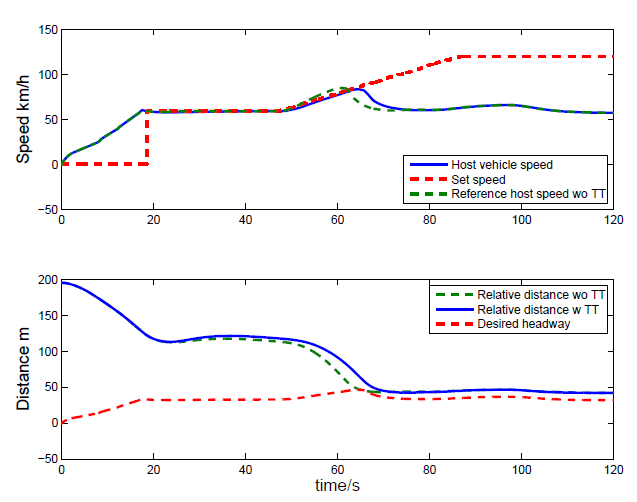 150
100
50
0
−50
Speed km/h
0
20
40
60
80
100
120
Host vehicle speed
Set speed
Reference host speed wo TT
200
150
100
50
0
−50
Distance m
Relative distance wo TT
Relative distance w TT
Desired headway
0
20
40
60
80
100
120
time/s